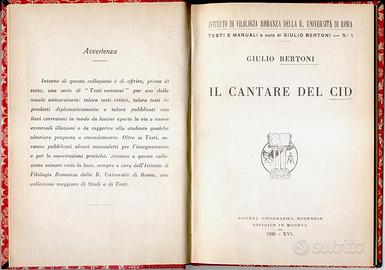 Avvertenza
Intento di questa collezione è di offrire, prima di
tutto, una serie di "Testi romanzi" per uso delle
scuole universitarie: talora testi critici, talora testi ri-
prodotti diplomaticamente o talora pubblicati con
lievi correzioni in modo da lasciar aperta la via a nuove
eventuali illazioni o da suggerire allo studente qualche
ulteriore proposta o emendamento. Oltre ai Testi, sa-
ranno pubblicati alcuni manualetti per l'insegnamento
e per le esercitazioni pratiche. Accanto a questa colle-
zione minore vede la luce, sempre a cura dell'Istituto di
Filologia Romanza della R. Università di Roma, una
collezione maggiore di Studi e di Testi.
ISTITUTO DI FILOLOGIA ROMANZA DELLA R. UNIVERSITÀ DI ROMA
TESTI E MANUALI a cura di GIULIO BERTONI — N.º 5
GIULIO BERTONI
IL CANTARE DEL CID
SOCIETÀ TIPOGRAFICA MODENESE
EDITRICE IN MODENA
1938 - XVI.
subito